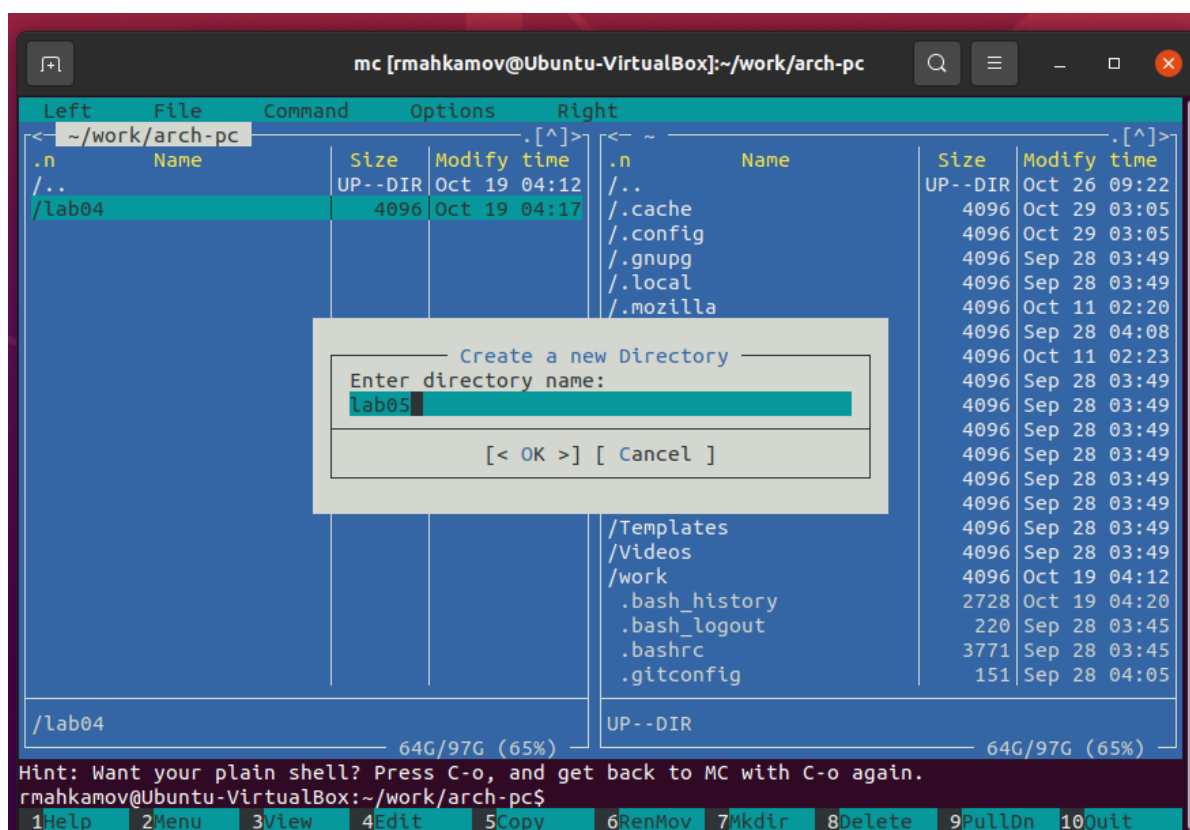 mc [rmahkamov@Ubuntu-VirtualBox]:~/work/arch-pc
Left File Command Options Right
<─ ~/work/arch-pc ─.[^]>
.n Name Size Modify time
/.. UP--DIR Oct 19 04:12
/lab04 4096 Oct 19 04:17
/lab04
64G/97G (65%)
<─ ~ ─.[^]>
.n Name Size Modify time
/.. UP--DIR Oct 26 09:22
/.cache 4096 Oct 29 03:05
/.config 4096 Oct 29 03:05
/.gnupg 4096 Sep 28 03:49
/.local 4096 Sep 28 03:49
/.mozilla 4096 Oct 11 02:20
4096 Sep 28 04:08
4096 Oct 11 02:23
4096 Sep 28 03:49
4096 Sep 28 03:49
4096 Sep 28 03:49
4096 Sep 28 03:49
4096 Sep 28 03:49
4096 Sep 28 03:49
/Templates 4096 Sep 28 03:49
/Videos 4096 Sep 28 03:49
/work 4096 Oct 19 04:12
.bash_history 2728 Oct 19 04:20
.bash_logout 220 Sep 28 03:45
.bashrc 3771 Sep 28 03:45
.gitconfig 151 Sep 28 04:05
UP--DIR
64G/97G (65%)
Create a new Directory
Enter directory name:
lab05
[< OK >] [ Cancel ]
Hint: Want your plain shell? Press C-o, and get back to MC with C-o again.
rmahkamov@Ubuntu-VirtualBox:~/work/arch-pc$
1Help 2Menu 3View 4Edit 5Copy 6RenMov 7Mkdir 8Delete 9PullDn 10Quit